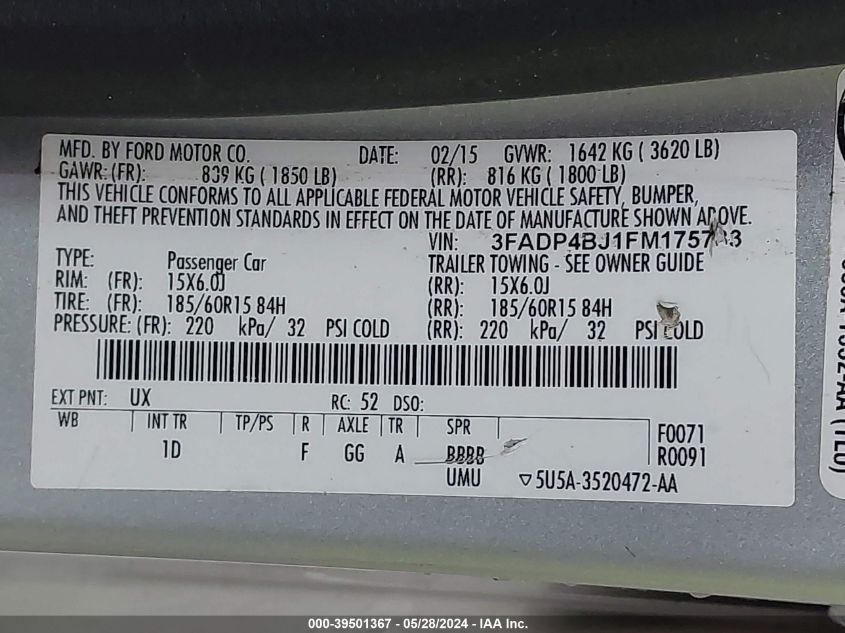 MFD. BY FORD MOTOR CO. DATE: 02/15 GVWR: 1642 KG ( 3620 LB)
GAWR: (FR): 839 KG ( 1850 LB) (RR): 816 KG ( 1800 LB)
THIS VEHICLE CONFORMS TO ALL APPLICABLE FEDERAL MOTOR VEHICLE SAFETY, BUMPER,
AND THEFT PREVENTION STANDARDS IN EFFECT ON THE DATE OF MANUFACTURE SHOWN ABOVE.
VIN:
TYPE: Passenger Car TRAILER TOWING - SEE OWNER GUIDE
RIM: (FR): 15X6.0J (RR): 15X6.0J
TIRE: (FR): 185/60R15 84H (RR): 185/60R15 84H
PRESSURE: (FR): 220 kPa/ 32 PSI COLD (RR): 220 kPa/ 32 PSI COLD
EXT PNT: UX RC: 52 DSO:
WB INT TR TP/PS R AXLE TR SPR F0071
1D F GG A BBBB R0091
UMU ▽5U5A-3520472-AA
000-39501367 - 05/28/2024 - IAA Inc.